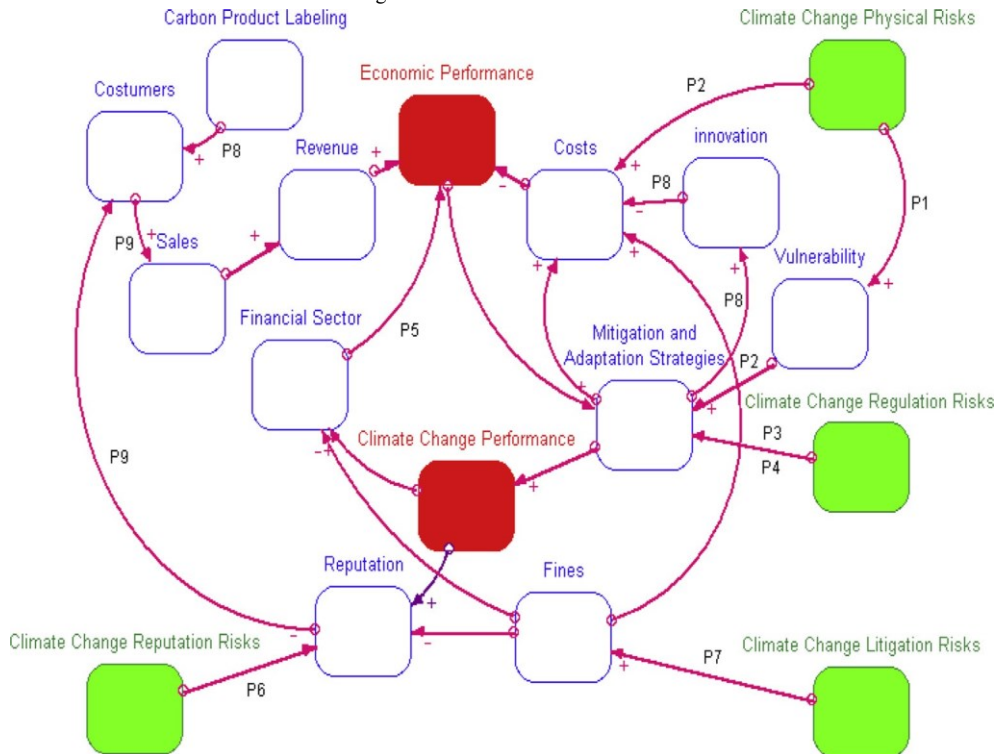 Carbon Product Labeling
Climate Change Physical Risks
Economic Performance
Costumers
P2
Revenue
+
Costs
innovation
+
P8
+
P8
-
-
P1
P9
+
Sales
+
+
+
+
Vulnerability
+
P8
Financial Sector
P5
Mitigation and
Adaptation Strategies
P2
+
+
Climate Change Regulation Risks
P3
P9
-+
Climate Change Performance
+
P4
Reputation
+
Fines
-
-
Climate Change Reputation Risks
P6
+
P7
Climate Change Litigation Risks